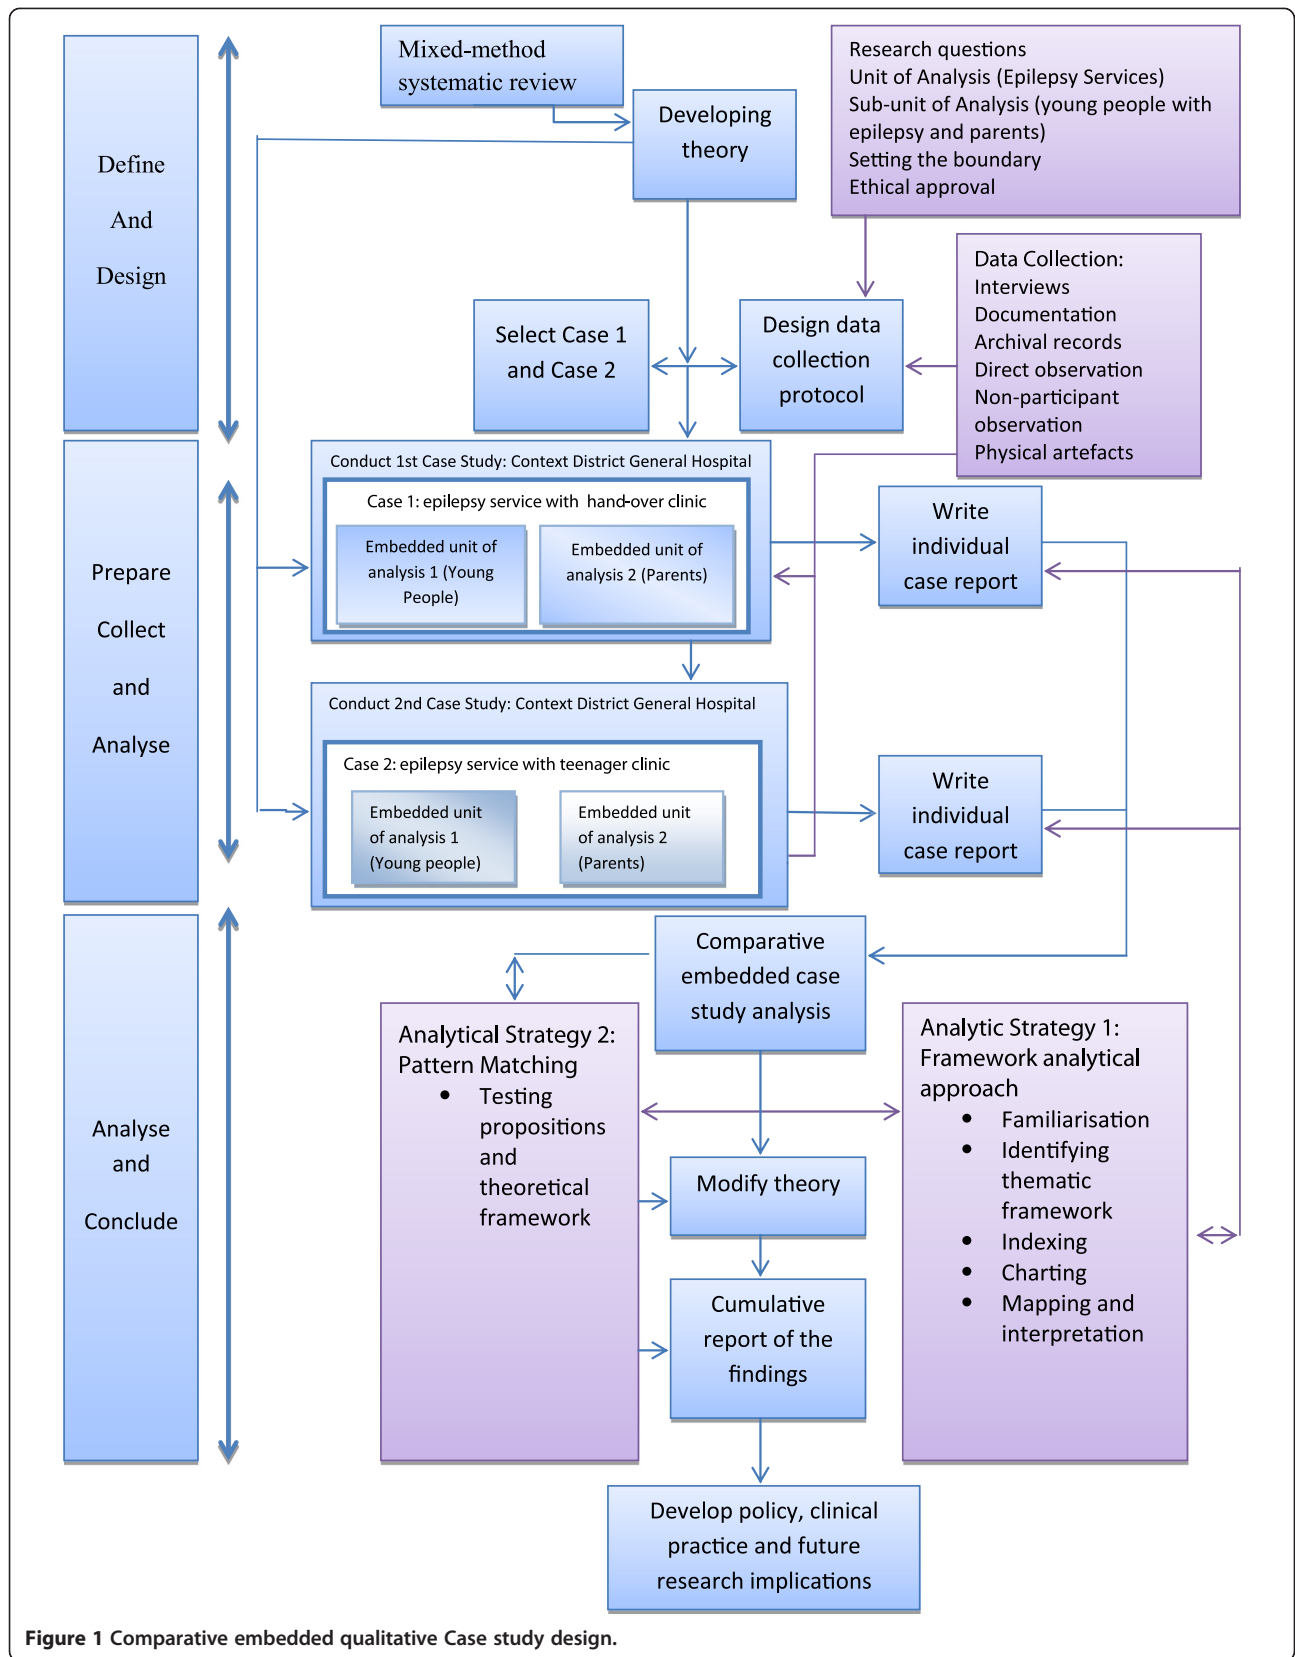 Define
And
Design
Mixed-method
systematic review
Developing
theory
Research questions
Unit of Analysis (Epilepsy Services)
Sub-unit of Analysis (young people with
epilepsy and parents)
Setting the boundary
Ethical approval
Select Case 1
and Case 2
Design data
collection
protocol
Data Collection:
Interviews
Documentation
Archival records
Direct observation
Non-participant
observation
Physical artefacts
Prepare
Collect
and
Analyse
Conduct 1st Case Study: Context District General Hospital
Case 1: epilepsy service with hand-over clinic
Embedded unit of
analysis 1 (Young
People)
Embedded unit of
analysis 2 (Parents)
Write
individual
case report
Conduct 2nd Case Study: Context District General Hospital
Case 2: epilepsy service with teenager clinic
Embedded unit
of analysis 1
(Young people)
Embedded unit
of analysis 2
(Parents)
Write
individual
case report
Analyse
and
Conclude
Comparative
embedded case
study analysis
Analytical Strategy 2:
Pattern Matching
• Testing
propositions
and
theoretical
framework
Analytic Strategy 1:
Framework analytical
approach
• Familiarisation
• Identifying
thematic
framework
• Indexing
• Charting
• Mapping and
interpretation
Modify theory
Cumulative
report of the
findings
Develop policy, clinical
practice and future
research implications
Figure 1 Comparative embedded qualitative Case study design.